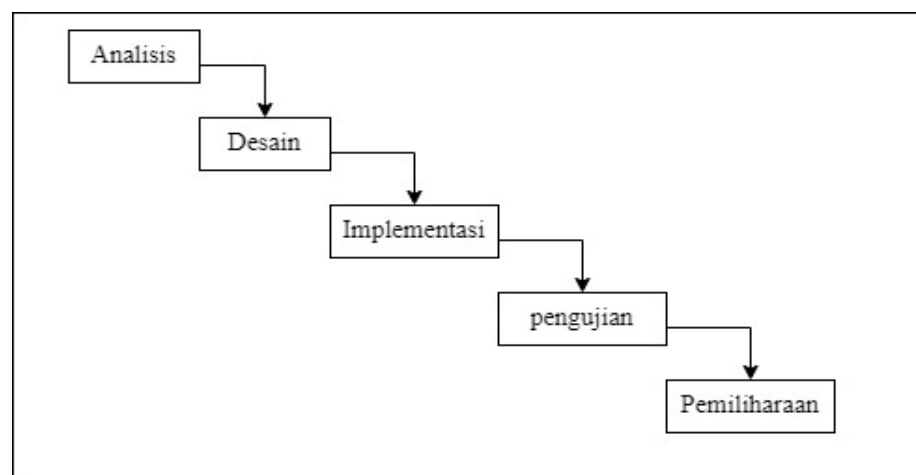 Analisis
Desain
Implementasi
pengujian
Pemiliharaan